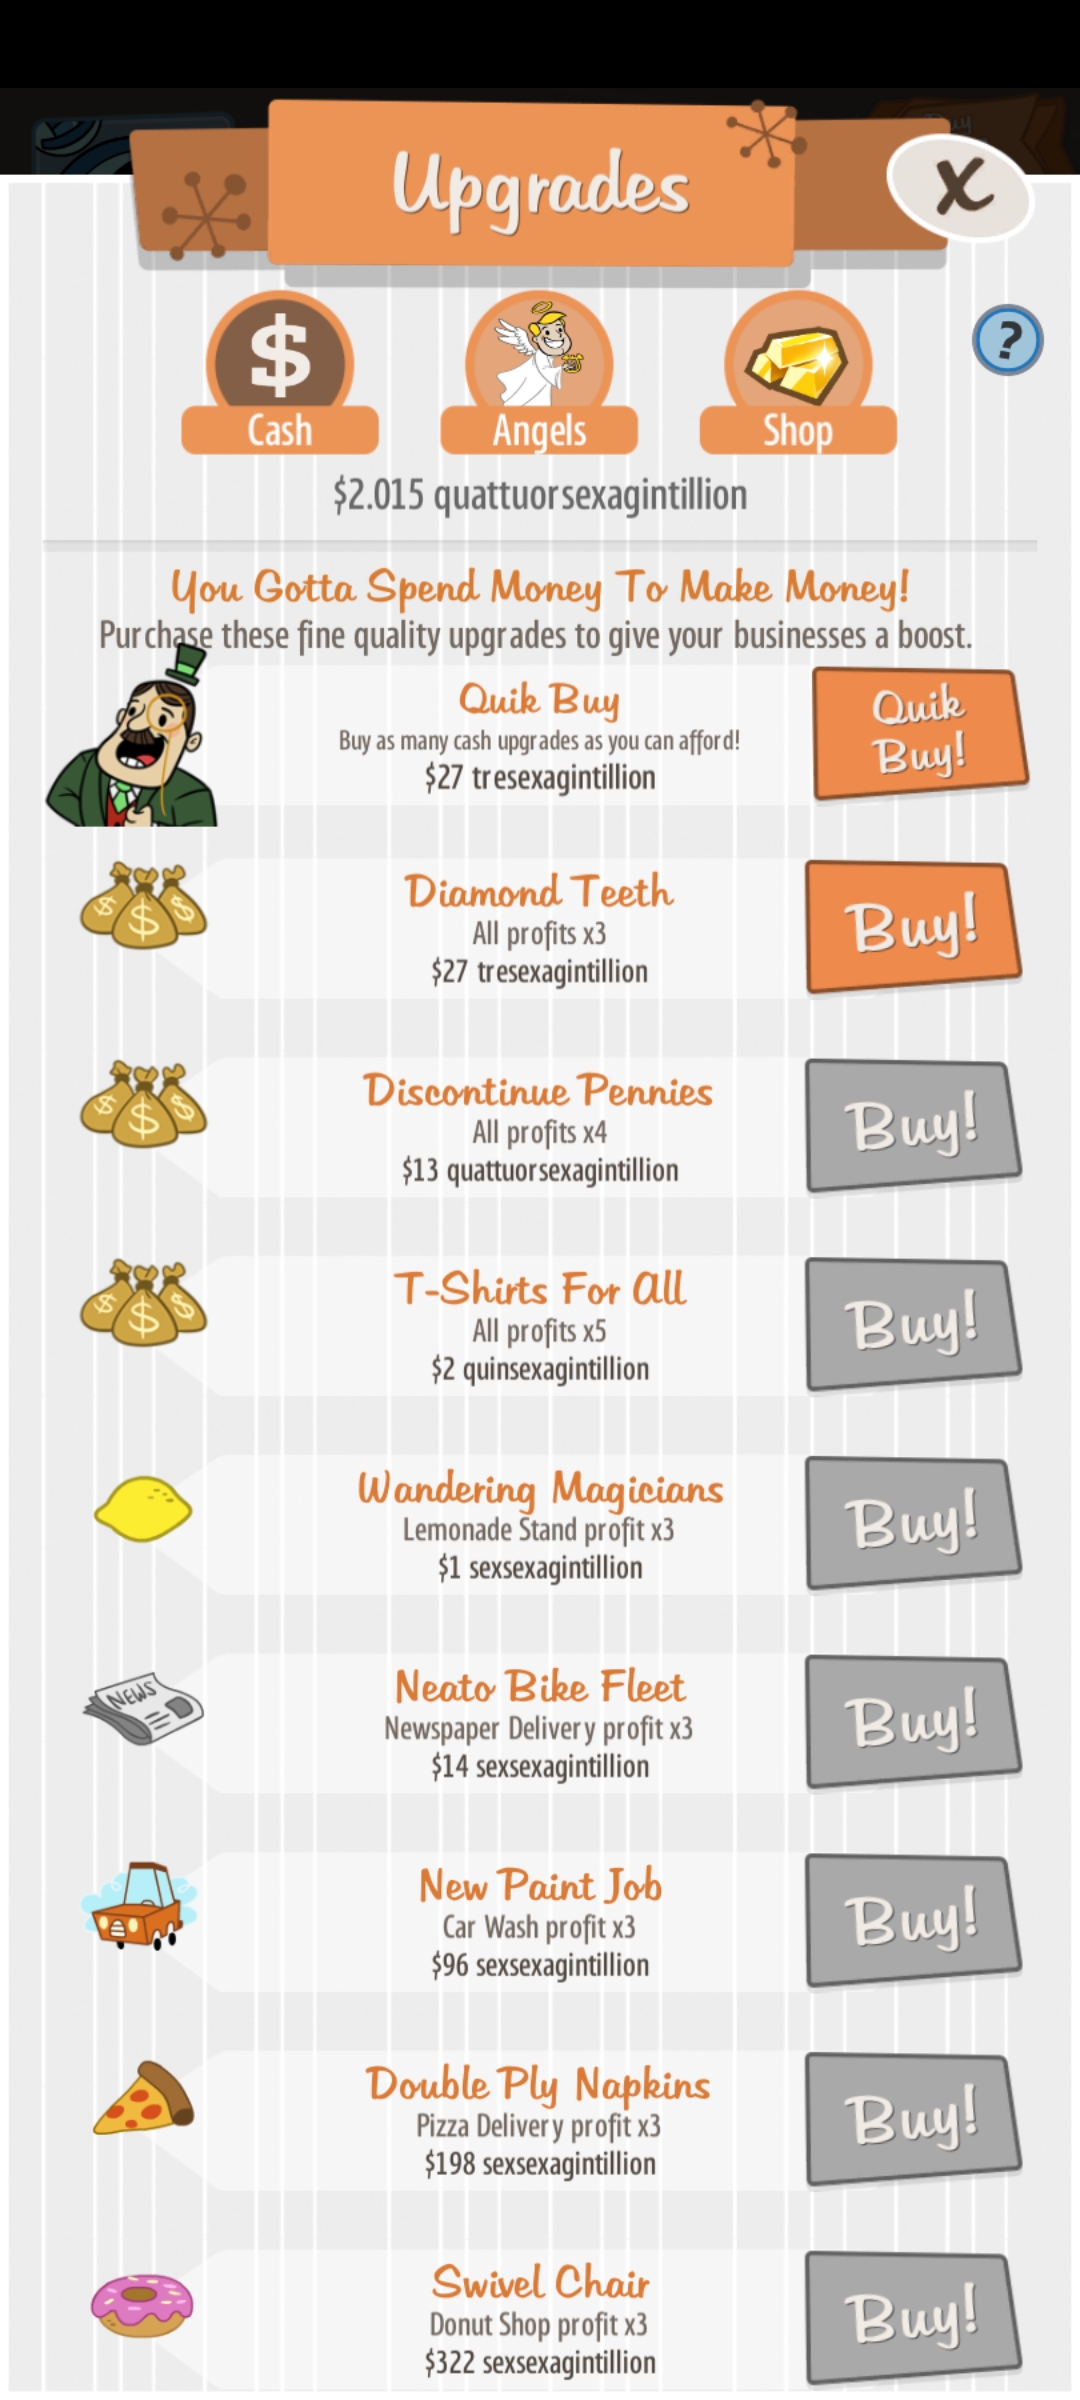 Buy
Upgrades
X
$
?
Cash
Angels
Shop
$2.015 quattuorsexagintillion
You Gotta Spend Money To Make Money!
Purchase these fine quality upgrades to give your businesses a boost.
Quik Buy
Buy as many cash upgrades as you can afford!
$27 tresexagintillion
Quik
Buy!
$ $ $
Diamond Teeth
All profits x3
$27 tresexagintillion
Buy!
$ $ $
Discontinue Pennies
All profits x4
$13 quattuorsexagintillion
Buy!
$ $ $
T-Shirts For All
All profits x5
$2 quinsexagintillion
Buy!
Wandering Magicians
Lemonade Stand profit x3
$1 sexsexagintillion
Buy!
NEWS
Neato Bike Fleet
Newspaper Delivery profit x3
$14 sexsexagintillion
Buy!
New Paint Job
Car Wash profit x3
$96 sexsexagintillion
Buy!
Double Ply Napkins
Pizza Delivery profit x3
$198 sexsexagintillion
Buy!
Swivel Chair
Donut Shop profit x3
$322 sexsexagintillion
Buy!